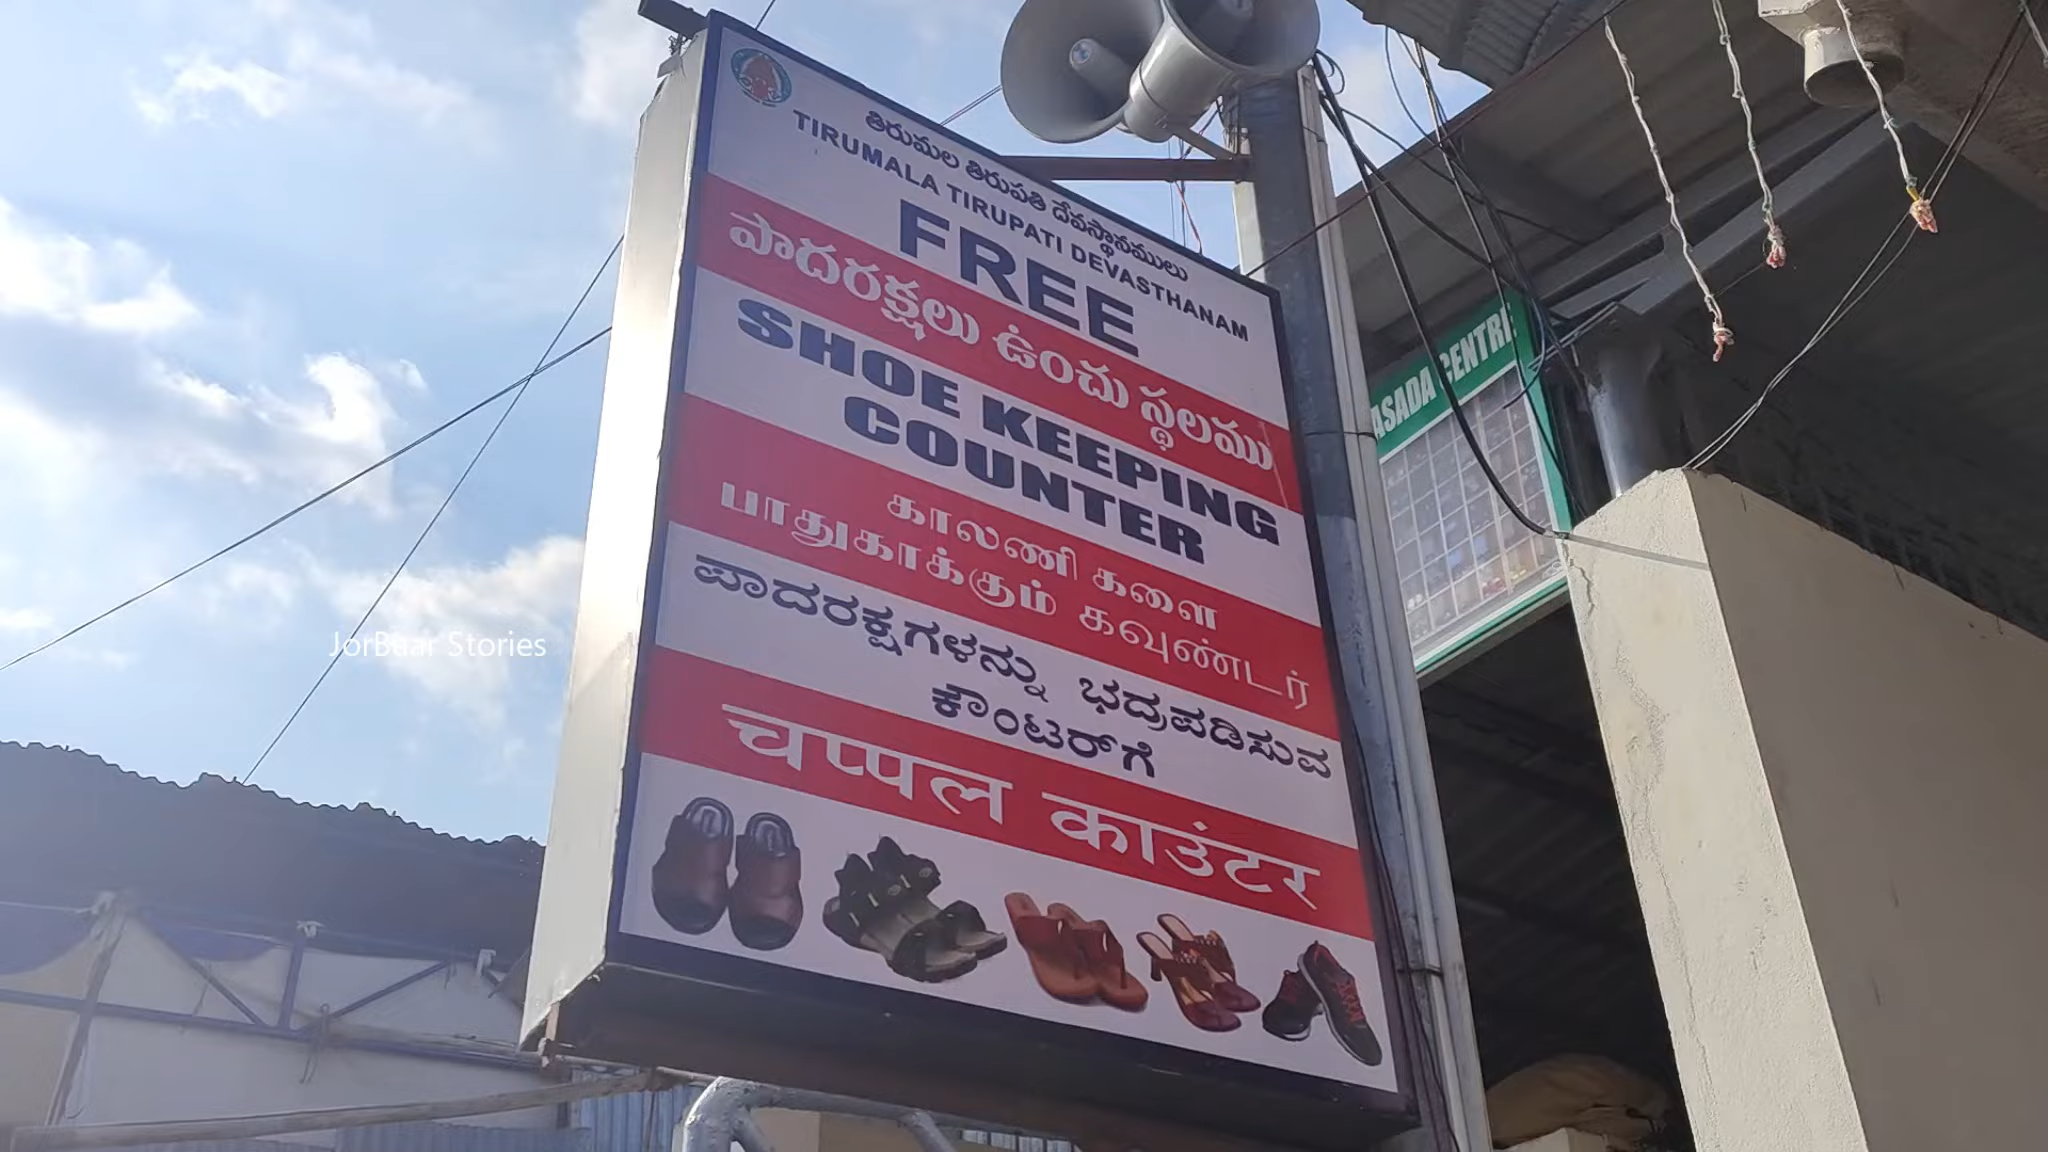 తిరుమల తిరుపతి దేవస్థానములు
TIRUMALA TIRUPATI DEVASTHANAM
FREE
పాదరక్షలు ఉంచు స్థలము
SHOE KEEPING
COUNTER
காலணி களை
பாதுகாக்கும் கவுண்டர்
ಪಾದರಕ್ಷಗಳನ್ನು ಭದ್ರಪಡಿಸುವ
ಕೌಂಟರ್‌ಗೆ
चप्पल काउंटर
ASADA CENTRE
JorBuar Stories